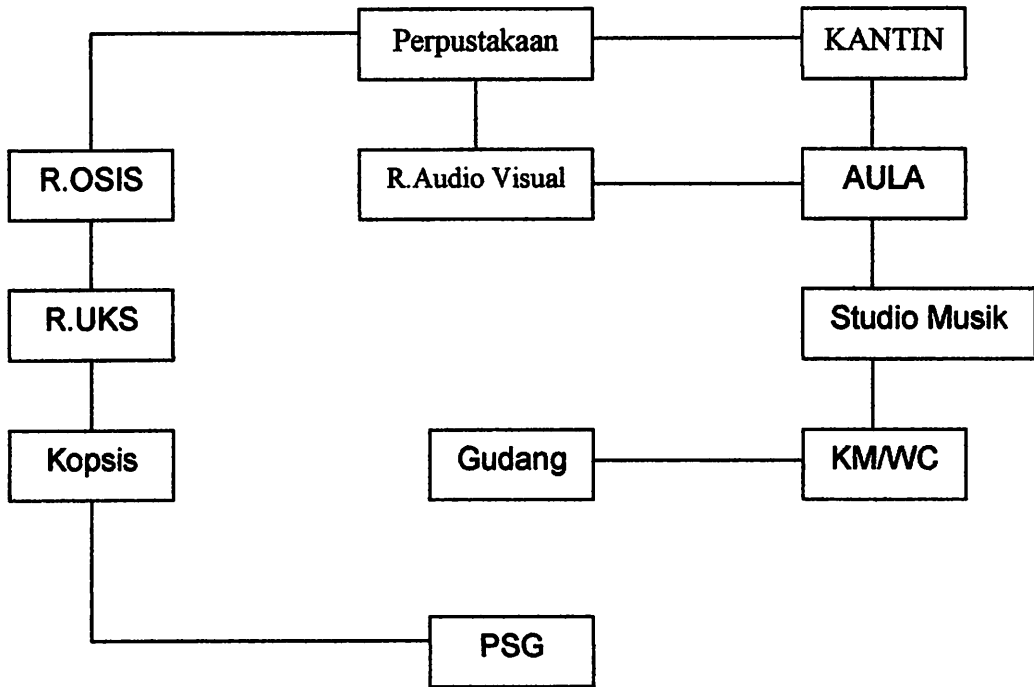 Perpustakaan
KANTIN
R.OSIS
R.Audio Visual
AULA
R.UKS
Studio Musik
Kopsis
Gudang
KM/WC
PSG